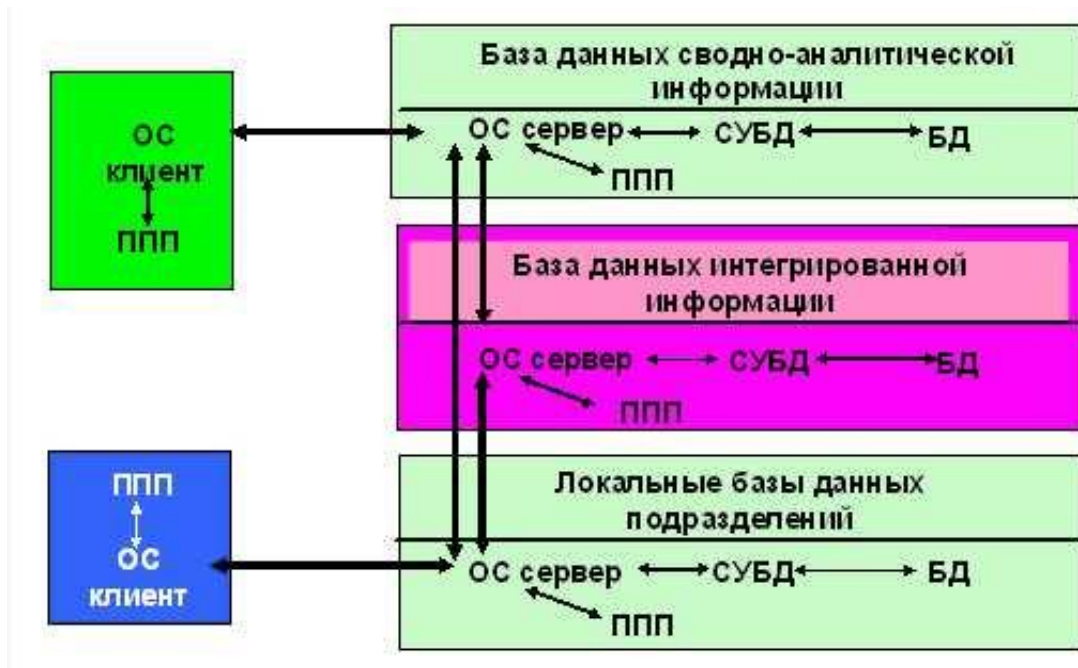 ОС
клиент
ППП
База данных сводно-аналитической
информации
ОС сервер СУБД БД
ППП
База данных интегрированной
информации
ОС сервер СУБД БД
ППП
ППП
ОС
клиент
Локальные базы данных
подразделений
ОС сервер СУБД БД
ППП